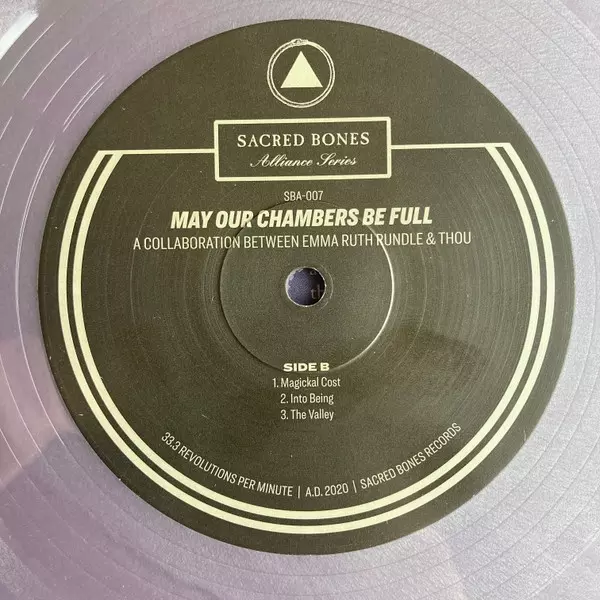 SACRED BONES
Alliance Series
SBA-007
MAY OUR CHAMBERS BE FULL
A COLLABORATION BETWEEN EMMA RUTH RUNDLE & THOU
SIDE B
1. Magickal Cost
2. Into Being
3. The Valley
33.3 REVOLUTIONS PER MINUTE | A.D. 2020 | SACRED BONES RECORDS